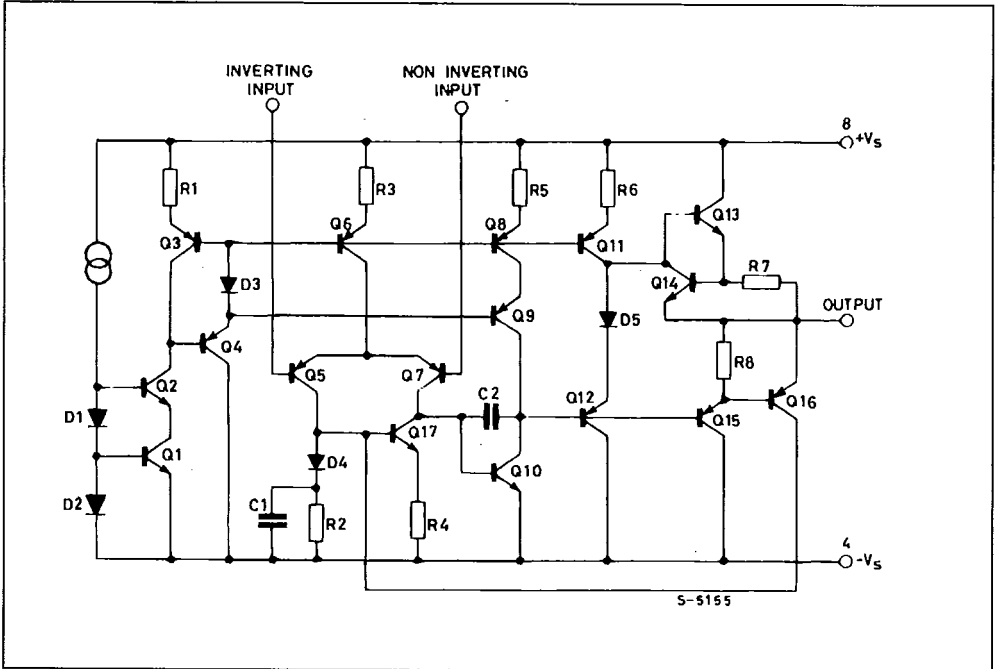 INVERTING
INPUT
NON INVERTING
INPUT
8
+Vs
R1
R3
R5
R6
Q3
Q6
Q8
Q11
Q13
D3
Q14
R7
OUTPUT
Q4
Q9
D5
R8
Q5
Q7
Q2
C2
Q12
Q15
Q16
D1
Q17
Q1
D4
Q10
D2
C1
R2
R4
4
-Vs
S-5155